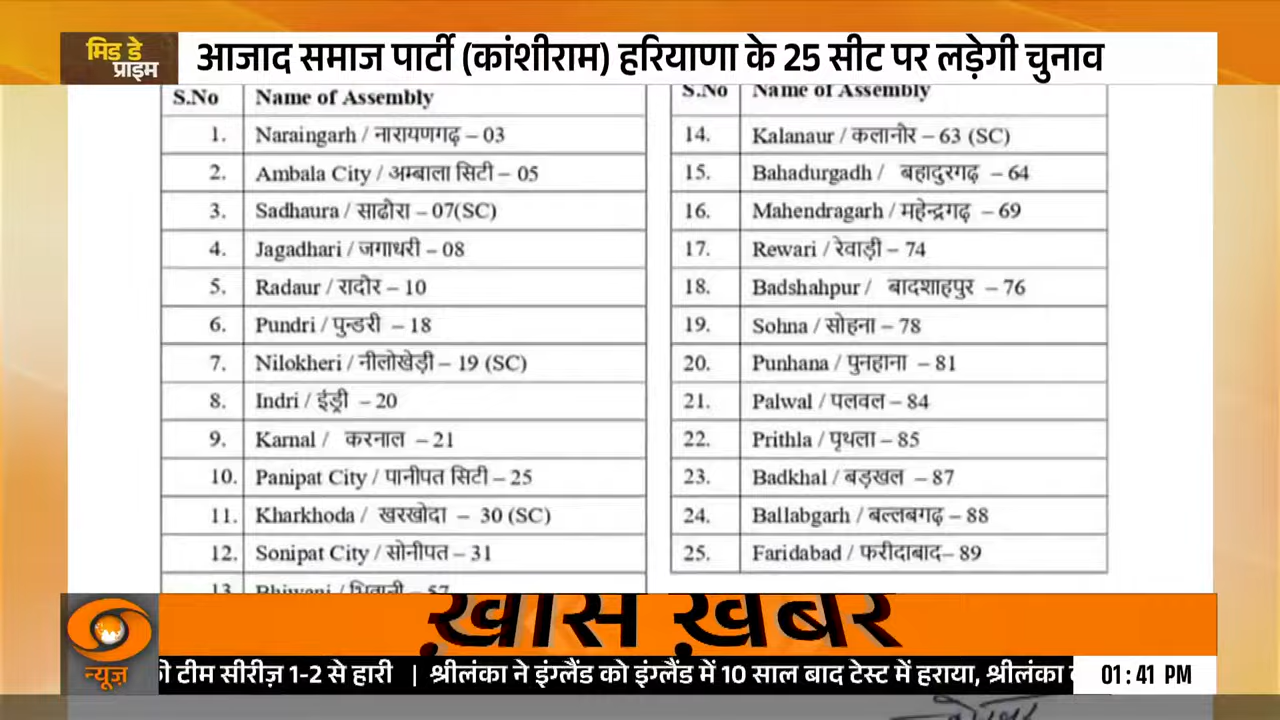 मिड डे
प्राइम
आजाद समाज पार्टी (कांशीराम) हरियाणा के 25 सीट पर लड़ेगी चुनाव
S.No Name of Assembly
1. Naraingarh / नारायणगढ़ – 03
2. Ambala City / अम्बाला सिटी – 05
3. Sadhaura / साढोरा – 07(SC)
4. Jagadhari / जगाधरी – 08
5. Radaur / रादोर – 10
6. Pundri / पुन्डरी – 18
7. Nilokheri / नीलोखेड़ी – 19 (SC)
8. Indri / इंड्री – 20
9. Karnal / करनाल – 21
10. Panipat City / पानीपत सिटी – 25
11. Kharkhoda / खरखोदा – 30 (SC)
12. Sonipat City / सोनीपत – 31
13 Bhiwani / भिवानी – 57
S.No Name of Assembly
14. Kalanaur / कलानोर – 63 (SC)
15. Bahadurgadh / बहादुरगढ़ – 64
16. Mahendragarh / महेन्द्रगढ़ – 69
17. Rewari / रेवाड़ी – 74
18. Badshahpur / बादशाहपुर – 76
19. Sohna / सोहना – 78
20. Punhana / पुनहाना – 81
21. Palwal / पलवल – 84
22. Prithla / पृथला – 85
23. Badkhal / बड़खल – 87
24. Ballabgarh / बल्लबगढ़ – 88
25. Faridabad / फरीदाबाद– 89
ख़ास ख़बर
न्यूज़
टीम सीरीज़ 1-2 से हारी | श्रीलंका ने इंग्लैंड को इंग्लैंड में 10 साल बाद टेस्ट में हराया, श्रीलंका
01:41 PM